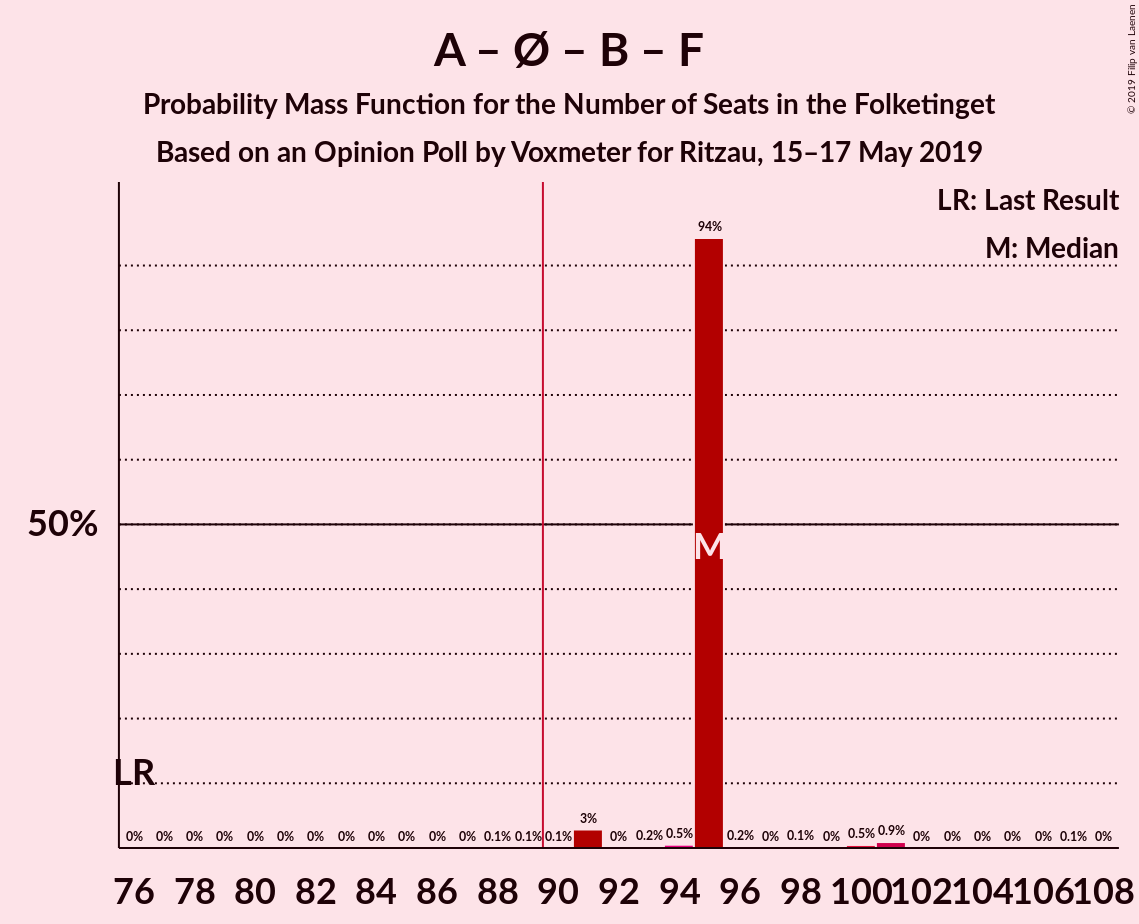 A – Ø – B – F
Probability Mass Function for the Number of Seats in the Folketinget
Based on an Opinion Poll by Voxmeter for Ritzau, 15–17 May 2019
© 2019 Filip van Laenen
LR: Last Result
M: Median
94%
50%
M
LR
0% 0% 0% 0% 0% 0% 0% 0% 0% 0% 0% 0% 0.1% 0.1% 0.1% 3% 0% 0.2% 0.5% 0.2% 0% 0.1% 0% 0.5% 0.9% 0% 0% 0% 0% 0% 0.1% 0%
76 78 80 82 84 86 88 90 92 94 96 98 100 102 104 106 108